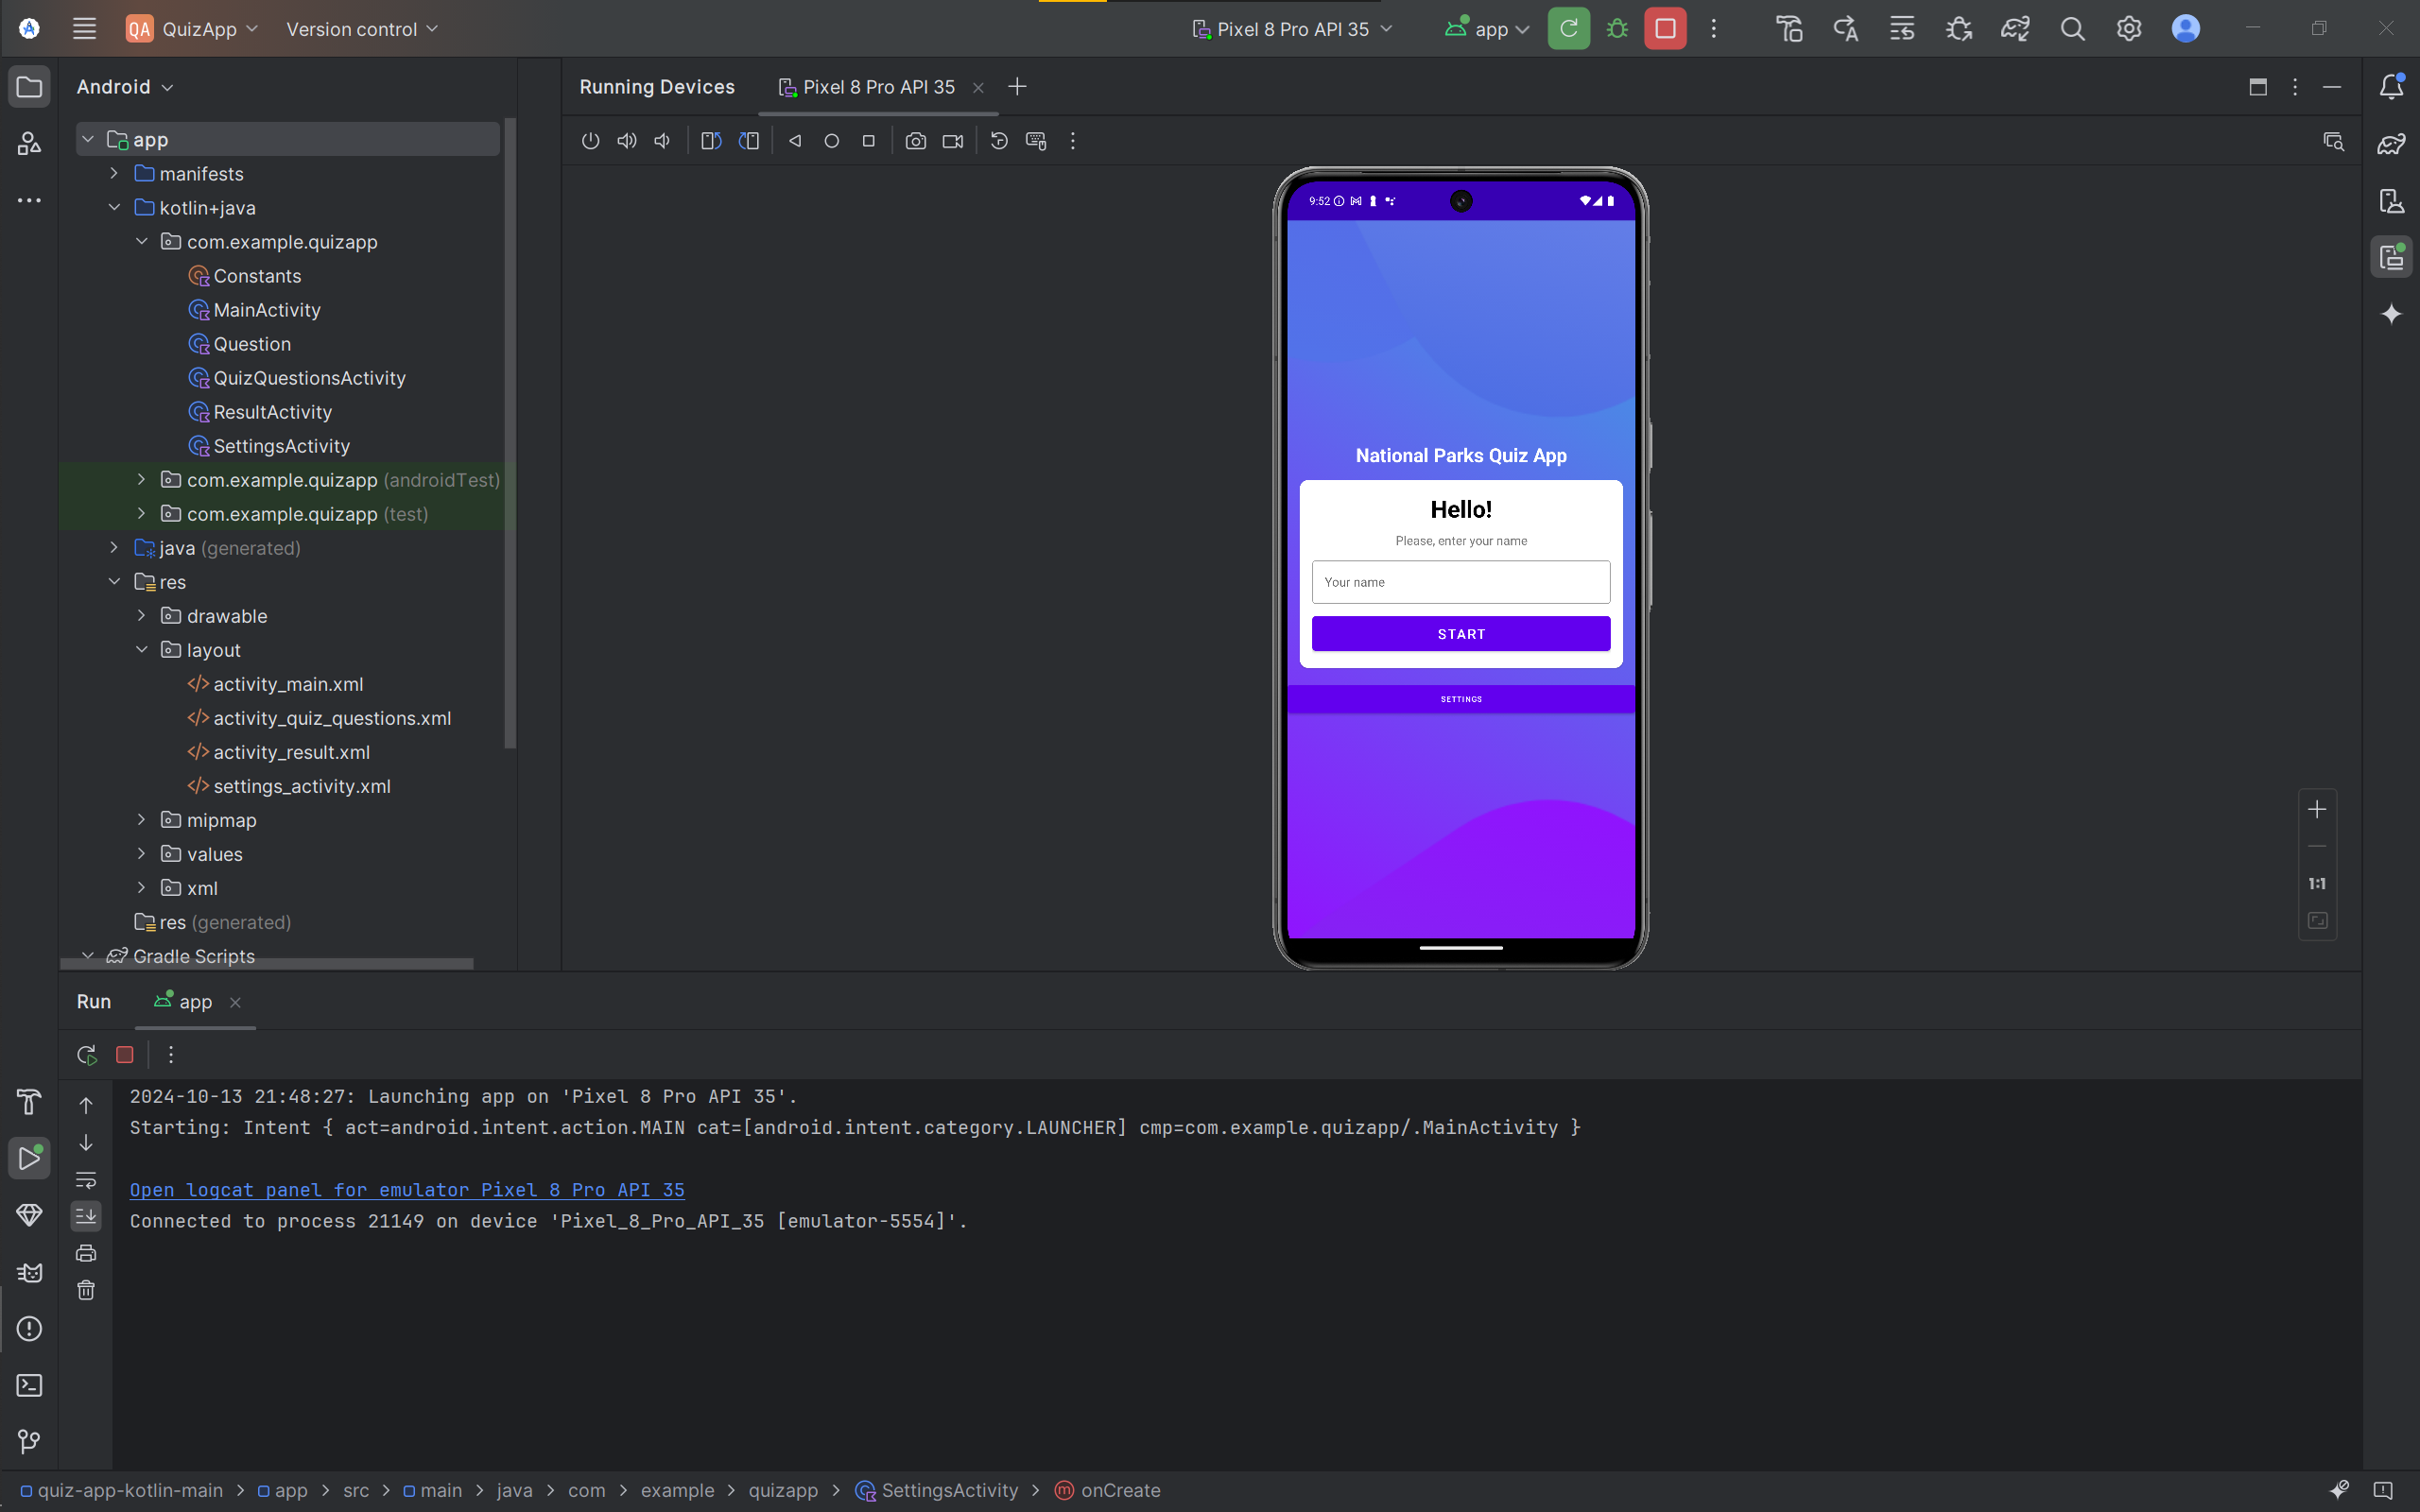 QA QuizApp Version control Pixel 8 Pro API 35 app
Android
Running Devices Pixel 8 Pro API 35
app
manifests
kotlin+java
com.example.quizapp
Constants
MainActivity
Question
QuizQuestionsActivity
ResultActivity
SettingsActivity
com.example.quizapp (androidTest)
com.example.quizapp (test)
java (generated)
res
drawable
layout
activity_main.xml
activity_quiz_questions.xml
activity_result.xml
settings_activity.xml
mipmap
values
xml
res (generated)
Gradle Scripts
9:52
National Parks Quiz App
Hello!
Please, enter your name
Your name
START
SETTINGS
1:1
Run app
2024-10-13 21:48:27: Launching app on 'Pixel 8 Pro API 35'.
Starting: Intent { act=android.intent.action.MAIN cat=[android.intent.category.LAUNCHER] cmp=com.example.quizapp/.MainActivity }
Open logcat panel for emulator Pixel 8 Pro API 35
Connected to process 21149 on device 'Pixel_8_Pro_API_35 [emulator-5554]'.
quiz-app-kotlin-main > app > src > main > java > com > example > quizapp > SettingsActivity > m onCreate